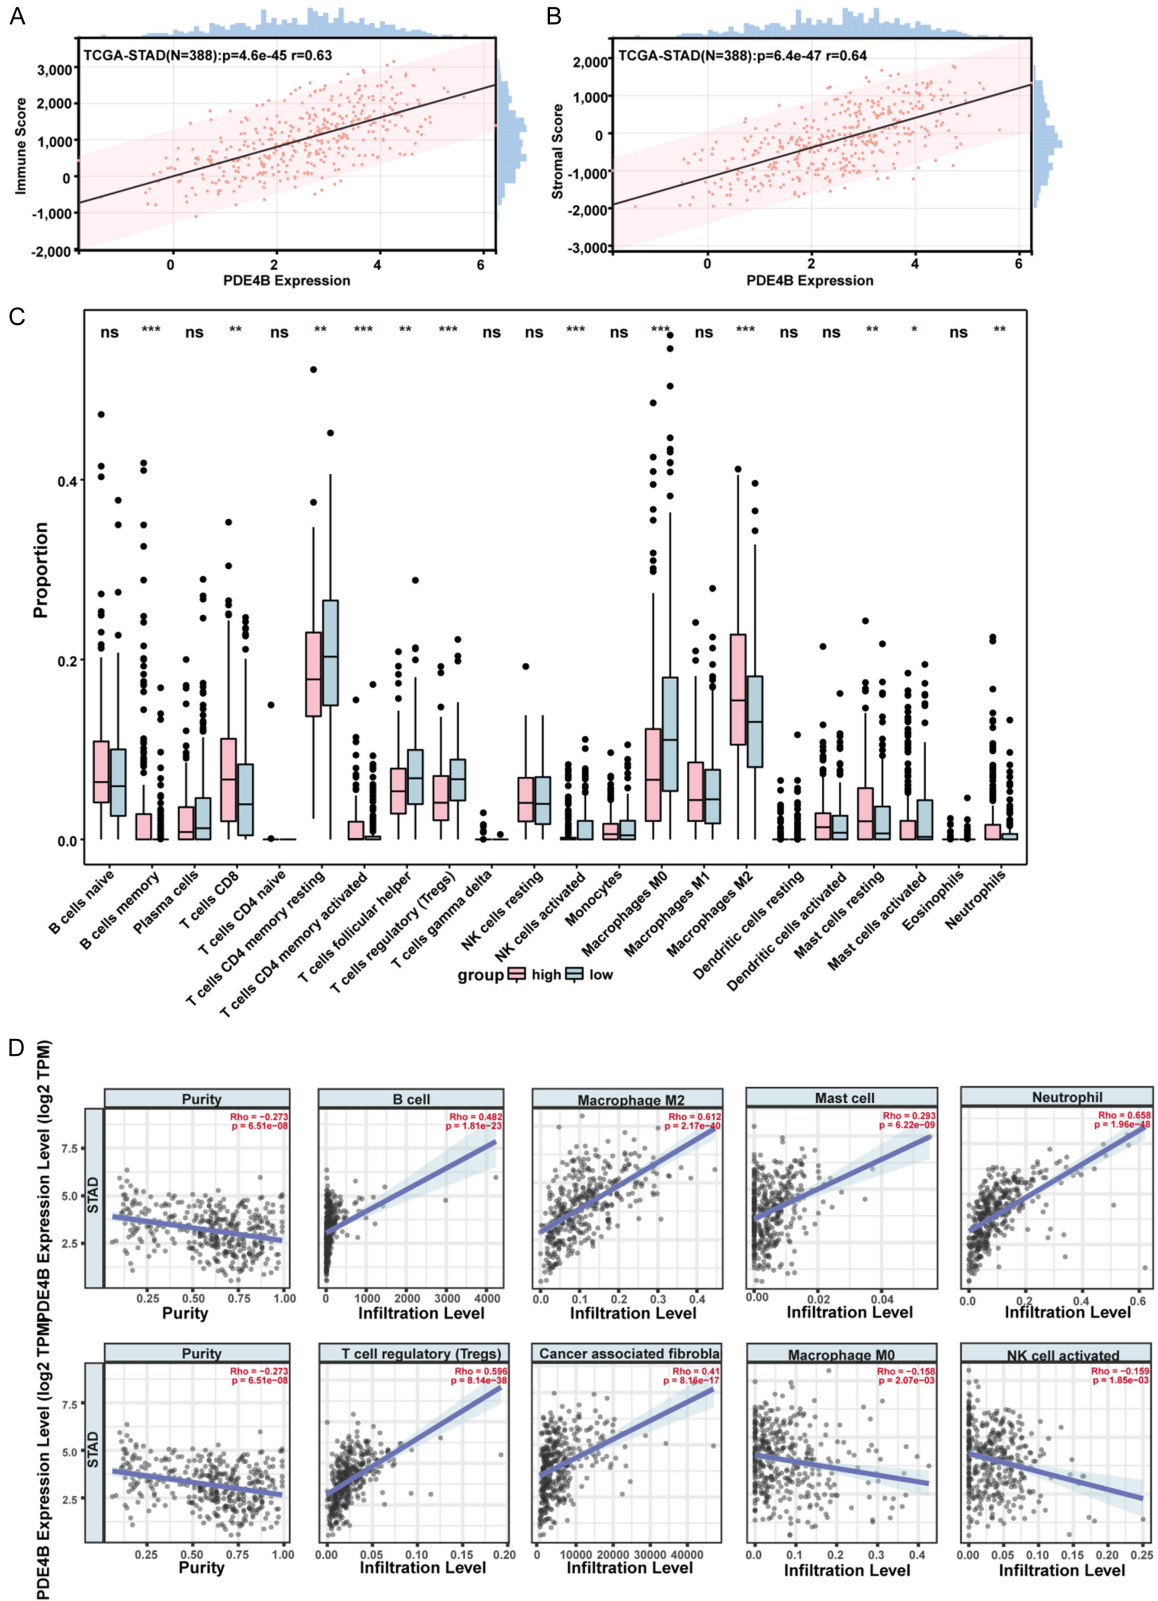 A
TCGA-STAD(N=388):p=4.6e-45 r=0.63
Immune Score
3,000
2,000
1,000
0
-1,000
-2,000
0 2 4 6
PDE4B Expression
B
TCGA-STAD(N=388):p=6.4e-47 r=0.64
Stromal Score
2,000
1,000
0
-1,000
-2,000
-3,000
0 2 4 6
PDE4B Expression
C
ns *** ns ** ns ** *** ** *** ns ns *** ns *** ns *** ns ns ** * ns **
Proportion
0.4
0.2
0.0
B cells naive
B cells memory
Plasma cells
T cells CD8
T cells CD4 naive
T cells CD4 memory resting
T cells CD4 memory activated
T cells follicular helper
T cells regulatory (Tregs)
T cells gamma delta
NK cells resting
NK cells activated
Monocytes
Macrophages M0
Macrophages M1
Macrophages M2
Dendritic cells resting
Dendritic cells activated
Mast cells resting
Mast cells activated
Eosinophils
Neutrophils
group high low
D
PDE4B Expression Level (log2 TPM)
STAD
7.5
5.0
2.5
Purity
Rho = −0.273
p = 6.51e−08
0.25 0.50 0.75 1.00
Purity
B cell
Rho = 0.482
p = 1.81e−23
0 1000 2000 3000 4000
Infiltration Level
Macrophage M2
Rho = 0.612
p = 2.17e−40
0.0 0.1 0.2 0.3 0.4
Infiltration Level
Mast cell
Rho = 0.293
p = 6.22e−09
0.00 0.02 0.04
Infiltration Level
Neutrophil
Rho = 0.658
p = 1.96e−48
0.0 0.2 0.4 0.6
Infiltration Level
PDE4B Expression Level (log2 TPM)
STAD
7.5
5.0
2.5
Purity
Rho = −0.273
p = 6.51e−08
0.25 0.50 0.75 1.00
Purity
T cell regulatory (Tregs)
Rho = 0.596
p = 8.14e−38
0.00 0.05 0.10 0.15 0.20
Infiltration Level
Cancer associated fibrobla
Rho = 0.41
p = 8.16e−17
0 10000 20000 30000 40000
Infiltration Level
Macrophage M0
Rho = −0.158
p = 2.07e−03
0.0 0.1 0.2 0.3 0.4
Infiltration Level
NK cell activated
Rho = −0.159
p = 1.85e−03
0.00 0.05 0.10 0.15 0.20 0.25
Infiltration Level